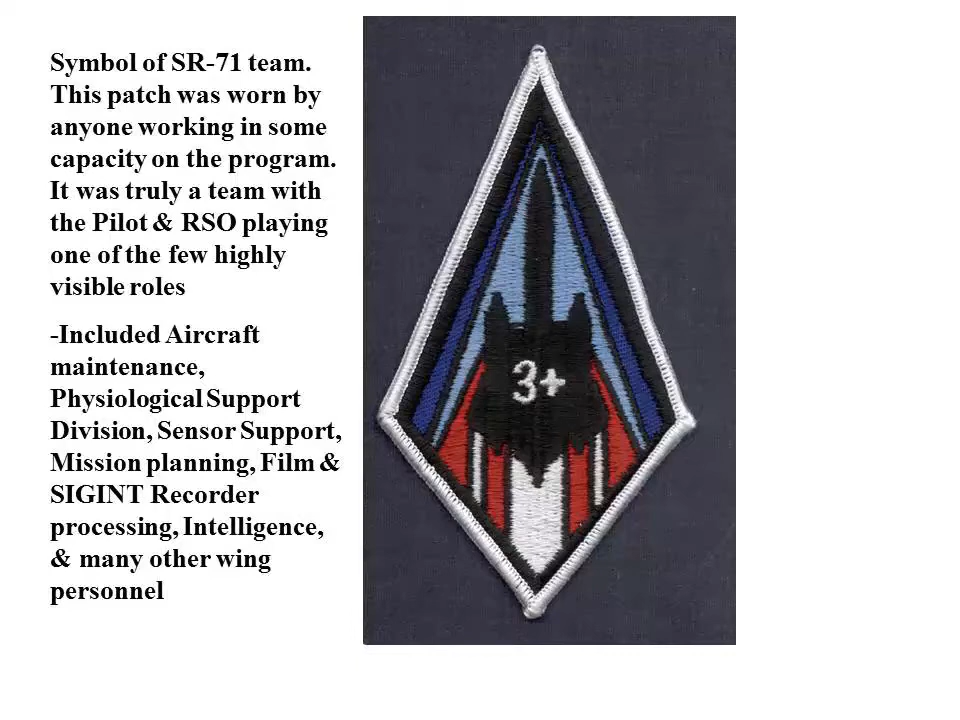 Symbol of SR-71 team.
This patch was worn by
anyone working in some
capacity on the program.
It was truly a team with
the Pilot & RSO playing
one of the few highly
visible roles
-Included Aircraft
maintenance,
Physiological Support
Division, Sensor Support,
Mission planning, Film &
SIGINT Recorder
processing, Intelligence,
& many other wing
personnel
3+